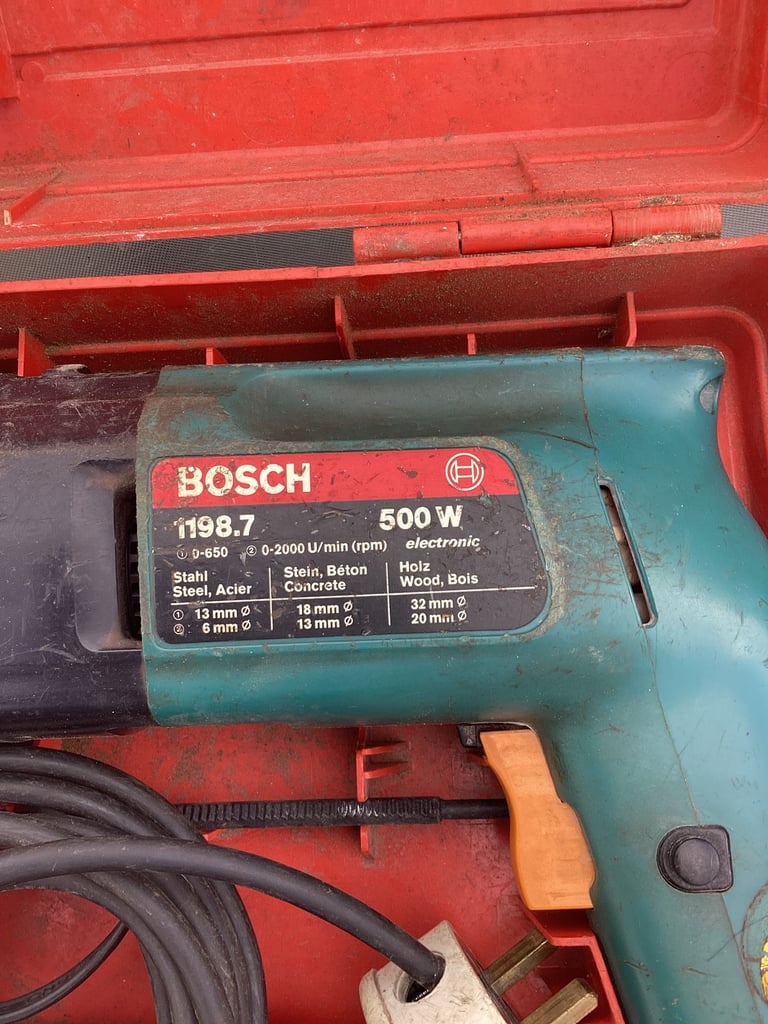 BOSCH
1198.7 500 W
① 0-650 ② 0-2000 U/min (rpm) electronic
Stahl
Steel, Acier
Stein, Béton
Concrete
Holz
Wood, Bois
① 13 mm Ø 18 mm Ø 32 mm Ø
② 6 mm Ø 13 mm Ø 20 mm Ø